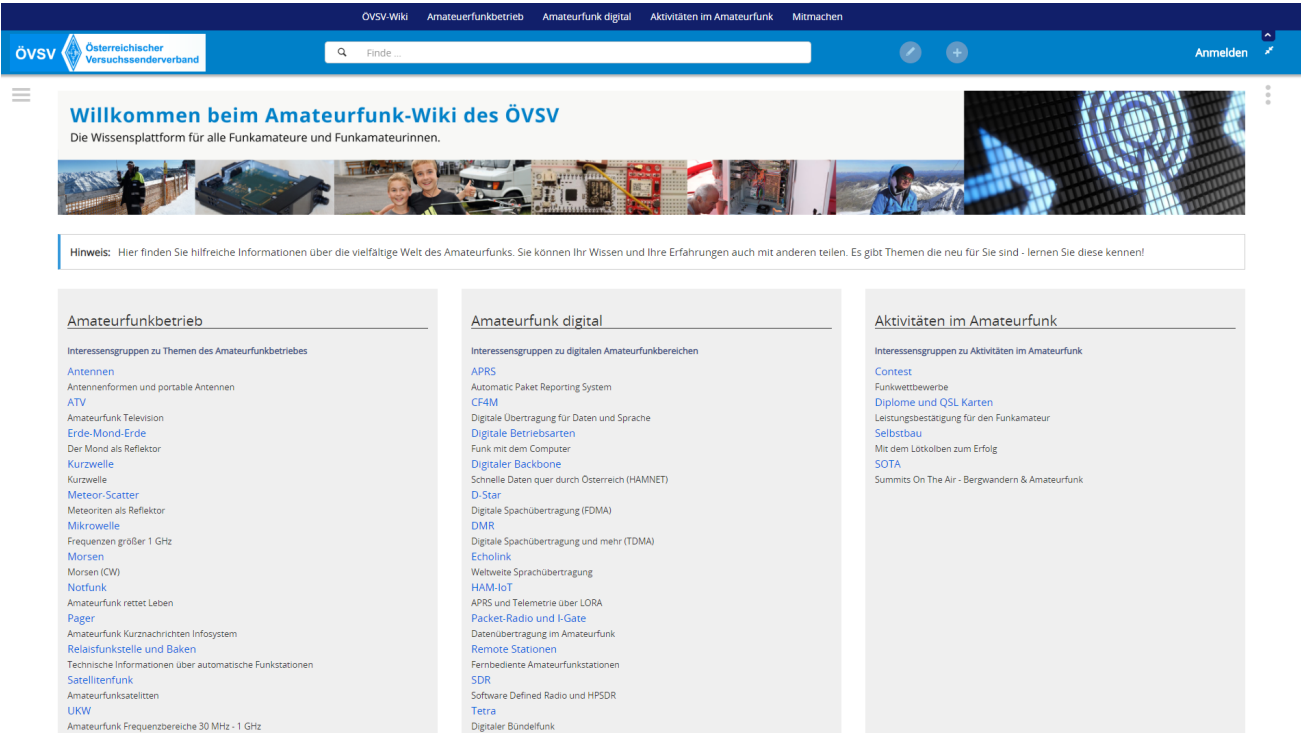 ÖVSV-Wiki Amateuerfunkbetrieb Amateurfunk digital Aktivitäten im Amateurfunk Mitmachen
ÖVSV Österreichischer
Versuchssenderverband
Finde ...
Anmelden
Willkommen beim Amateurfunk-Wiki des ÖVSV
Die Wissensplattform für alle Funkamateure und Funkamateurinnen.
Hinweis: Hier finden Sie hilfreiche Informationen über die vielfältige Welt des Amateurfunks. Sie können Ihr Wissen und Ihre Erfahrungen auch mit anderen teilen. Es gibt Themen die neu für Sie sind - lernen Sie diese kennen!
Amateurfunkbetrieb
Interessensgruppen zu Themen des Amateurfunkbetriebes
Antennen
Antennenformen und portable Antennen
ATV
Amateurfunk Television
Erde-Mond-Erde
Der Mond als Reflektor
Kurzwelle
Kurzwelle
Meteor-Scatter
Meteoriten als Reflektor
Mikrowelle
Frequenzen größer 1 GHz
Morsen
Morsen (CW)
Notfunk
Amateurfunk rettet Leben
Pager
Amateurfunk Kurznachrichten Infosystem
Relaisfunkstelle und Baken
Technische Informationen über automatische Funkstationen
Satellitenfunk
Amateurfunksatelitten
UKW
Amateurfunk Frequenzbereiche 30 MHz - 1 GHz
Amateurfunk digital
Interessensgruppen zu digitalen Amateurfunkbereichen
APRS
Automatic Paket Reporting System
CF4M
Digitale Übertragung für Daten und Sprache
Digitale Betriebsarten
Funk mit dem Computer
Digitaler Backbone
Schnelle Daten quer durch Österreich (HAMNET)
D-Star
Digitale Spachübertragung (FDMA)
DMR
Digitale Spachübertragung und mehr (TDMA)
Echolink
Weltweite Sprachübertragung
HAM-IoT
APRS und Telemetrie über LORA
Packet-Radio und I-Gate
Datenübertragung im Amateurfunk
Remote Stationen
Fernbediente Amateurfunkstationen
SDR
Software Defined Radio und HPSDR
Tetra
Digitaler Bündelfunk
Aktivitäten im Amateurfunk
Interessensgruppen zu Aktivitäten im Amateurfunk
Contest
Funkwettbewerbe
Diplome und QSL Karten
Leistungsbestätigung für den Funkamateur
Selbstbau
Mit dem Lötkolben zum Erfolg
SOTA
Summits On The Air - Bergwandern & Amateurfunk